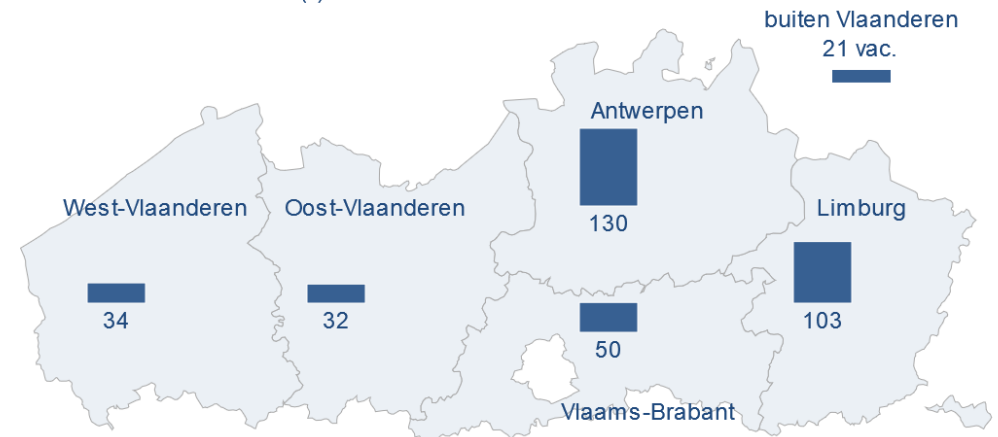 buiten Vlaanderen
21 vac.
Antwerpen
130
West-Vlaanderen
34
Oost-Vlaanderen
32
Limburg
103
50
Vlaams-Brabant